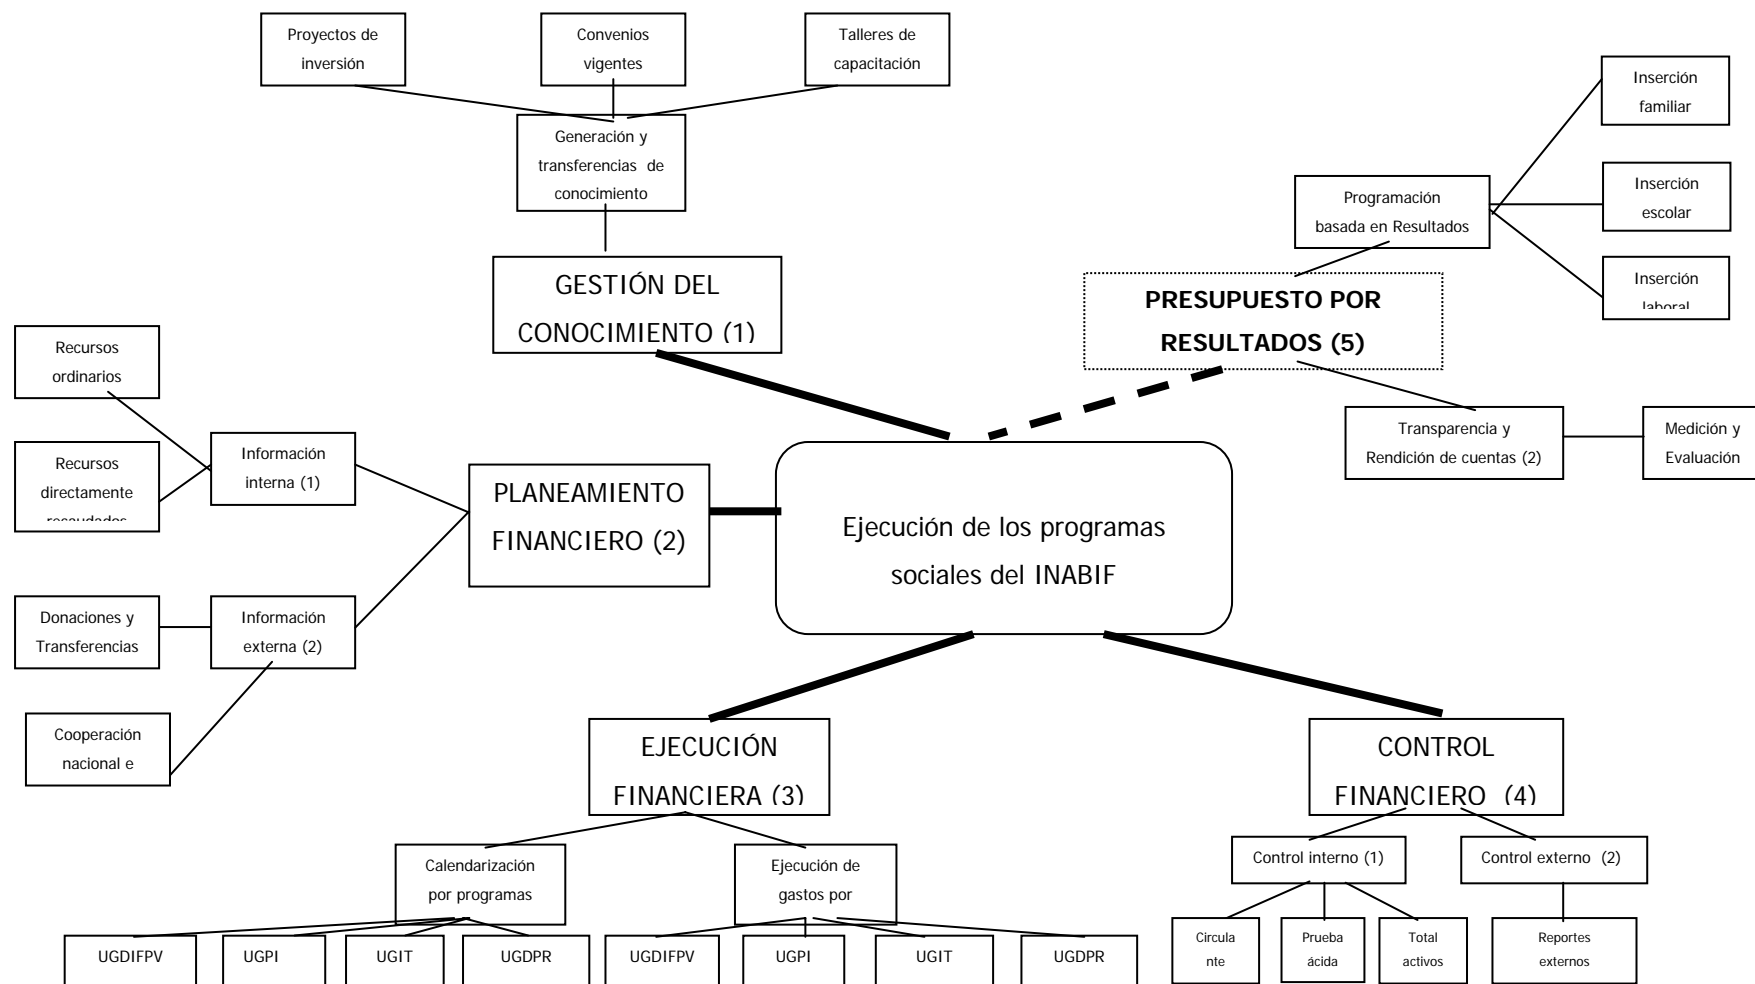 Proyectos de
inversión
Convenios
vigentes
Talleres de
capacitación
Generación y
transferencias de
conocimiento
GESTIÓN DEL
CONOCIMIENTO (1)
Inserción
familiar
Inserción
escolar
Inserción
laboral
Programación
basada en Resultados
PRESUPUESTO POR
RESULTADOS (5)
Transparencia y
Rendición de cuentas (2)
Medición y
Evaluación
Recursos
ordinarios
Recursos
directamente
recaudados
Información
interna (1)
PLANEAMIENTO
FINANCIERO (2)
Ejecución de los programas
sociales del INABIF
Donaciones y
Transferencias
Información
externa (2)
Cooperación
nacional e
EJECUCIÓN
FINANCIERA (3)
CONTROL
FINANCIERO (4)
Calendarización
por programas
Ejecución de
gastos por
Control interno (1)
Control externo (2)
UGDIFPV
UGPI
UGIT
UGDPR
UGDIFPV
UGPI
UGIT
UGDPR
Circula
nte
Prueba
ácida
Total
activos
Reportes
externos